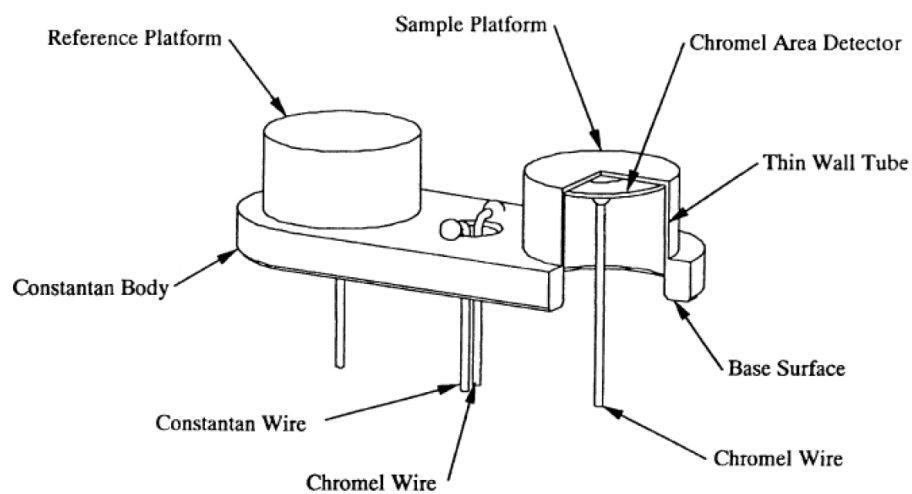 Sample Platform
Reference Platform
Chromel Area Detector
Thin Wall Tube
Constantan Body
Base Surface
Constantan Wire
Chromel Wire
Chromel Wire